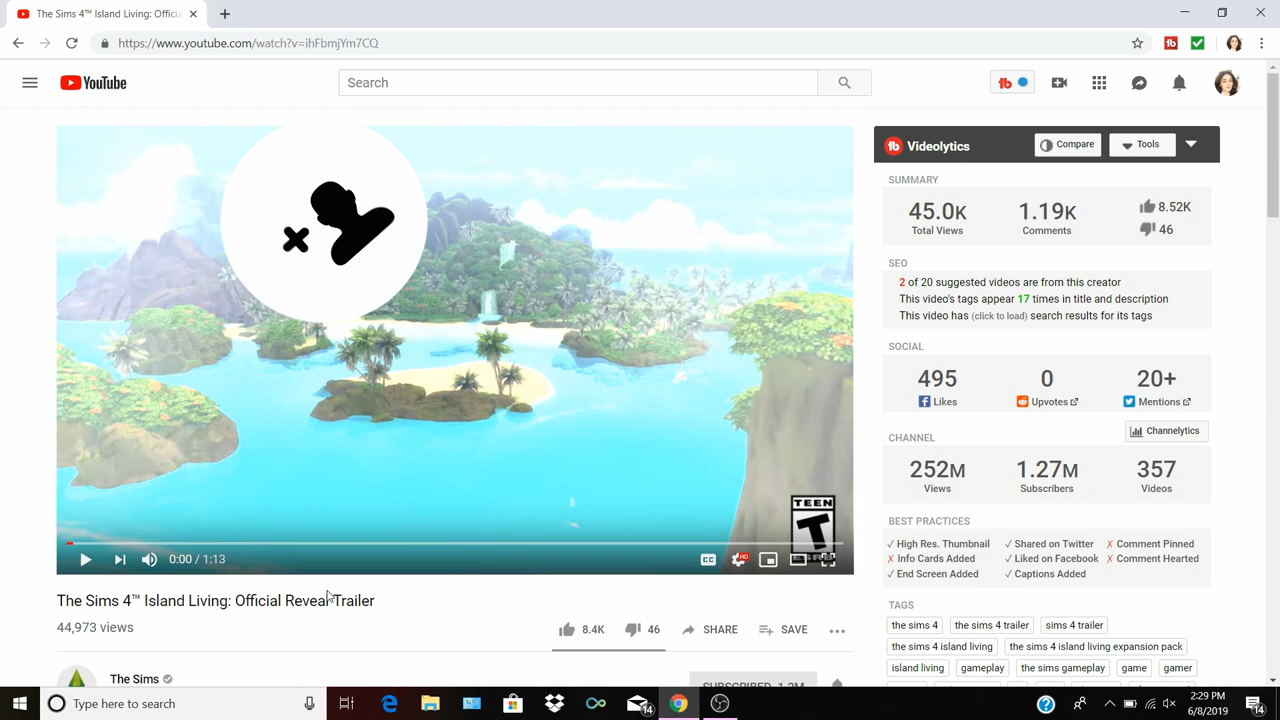 The Sims 4™ Island Living: Officia
https://www.youtube.com/watch?v=ihFbmjYm7CQ
YouTube
Search
Videolytics
Compare
Tools
SUMMARY
45.0K
Total Views
1.19K
Comments
8.52K
46
SEO
2 of 20 suggested videos are from this creator
This video's tags appear 17 times in title and description
This video has (click to load) search results for its tags
SOCIAL
495
Likes
0
Upvotes
20+
Mentions
CHANNEL
Channelytics
252M
Views
1.27M
Subscribers
357
Videos
BEST PRACTICES
✓ High Res. Thumbnail
✓ Shared on Twitter
✗ Comment Pinned
✗ Info Cards Added
✓ Liked on Facebook
✗ Comment Hearted
✓ End Screen Added
✓ Captions Added
TAGS
the sims 4
the sims 4 trailer
sims 4 trailer
the sims 4 island living
the sims 4 island living expansion pack
island living
gameplay
the sims gameplay
game
gamer
TEEN
T
0:00 / 1:13
CC
HD
The Sims 4™ Island Living: Official Reveal Trailer
44,973 views
8.4K
46
SHARE
SAVE
The Sims
SUBSCRIBED 1.2M
Type here to search
14
2:29 PM
6/8/2019
14